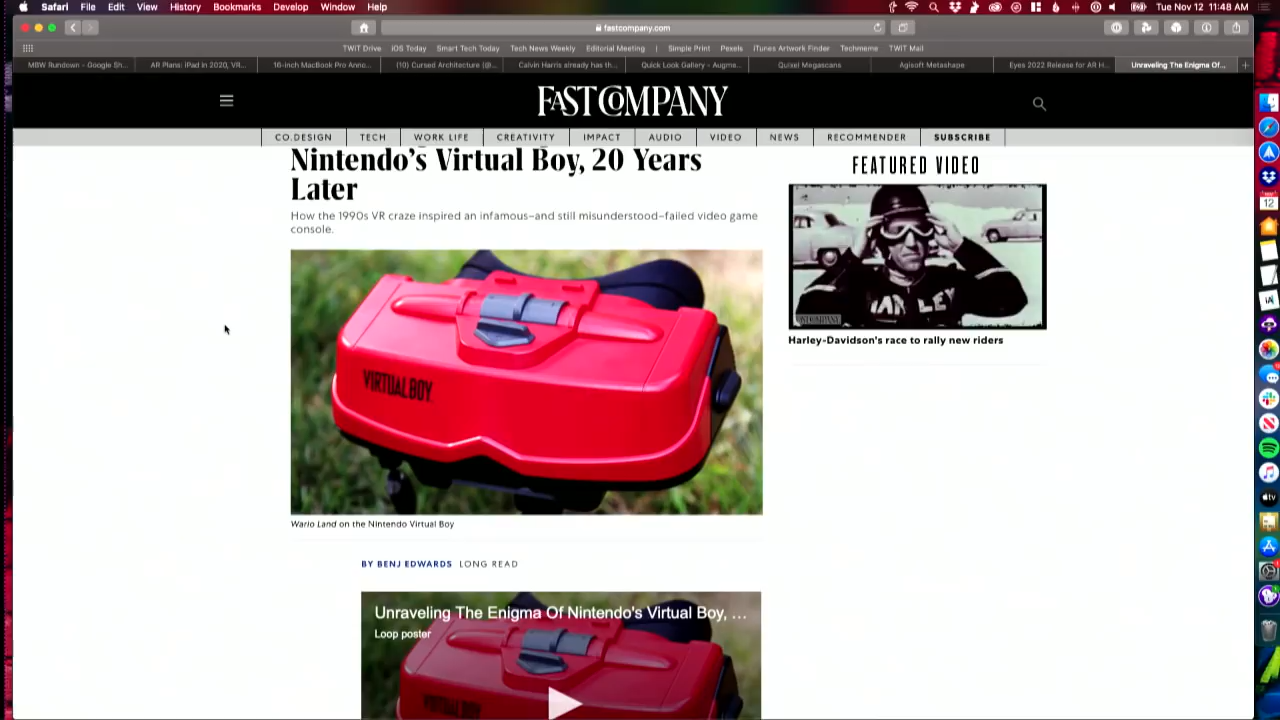 Safari File Edit View History Bookmarks Develop Window Help
Tue Nov 12 11:48 AM
fastcompany.com
TWiT Drive iOS Today Smart Tech Today Tech News Weekly Editorial Meeting | Simple Print Pexels iTunes Artwork Finder Techmeme TWiT Mail
MBW Rundown - Google Sh... AR Plans: iPad in 2020, VR... 16-inch MacBook Pro Anno... (10) Cursed Architecture (@... Calvin Harris already has th... Quick Look Gallery - Augme... Quixel Megascans Agisoft Metashape Eyes 2022 Release for AR H... Unraveling The Enigma Of...
FAST COMPANY
CO.DESIGN TECH WORK LIFE CREATIVITY IMPACT AUDIO VIDEO NEWS RECOMMENDER SUBSCRIBE
Nintendo's Virtual Boy, 20 Years
Later
How the 1990s VR craze inspired an infamous–and still misunderstood–failed video game
console.
VIRTUAL BOY
Wario Land on the Nintendo Virtual Boy
BY BENJ EDWARDS LONG READ
Unraveling The Enigma Of Nintendo's Virtual Boy, ...
Loop poster
FEATURED VIDEO
HARLEY
FAST COMPANY
Harley-Davidson's race to rally new riders
NOV
12
tv